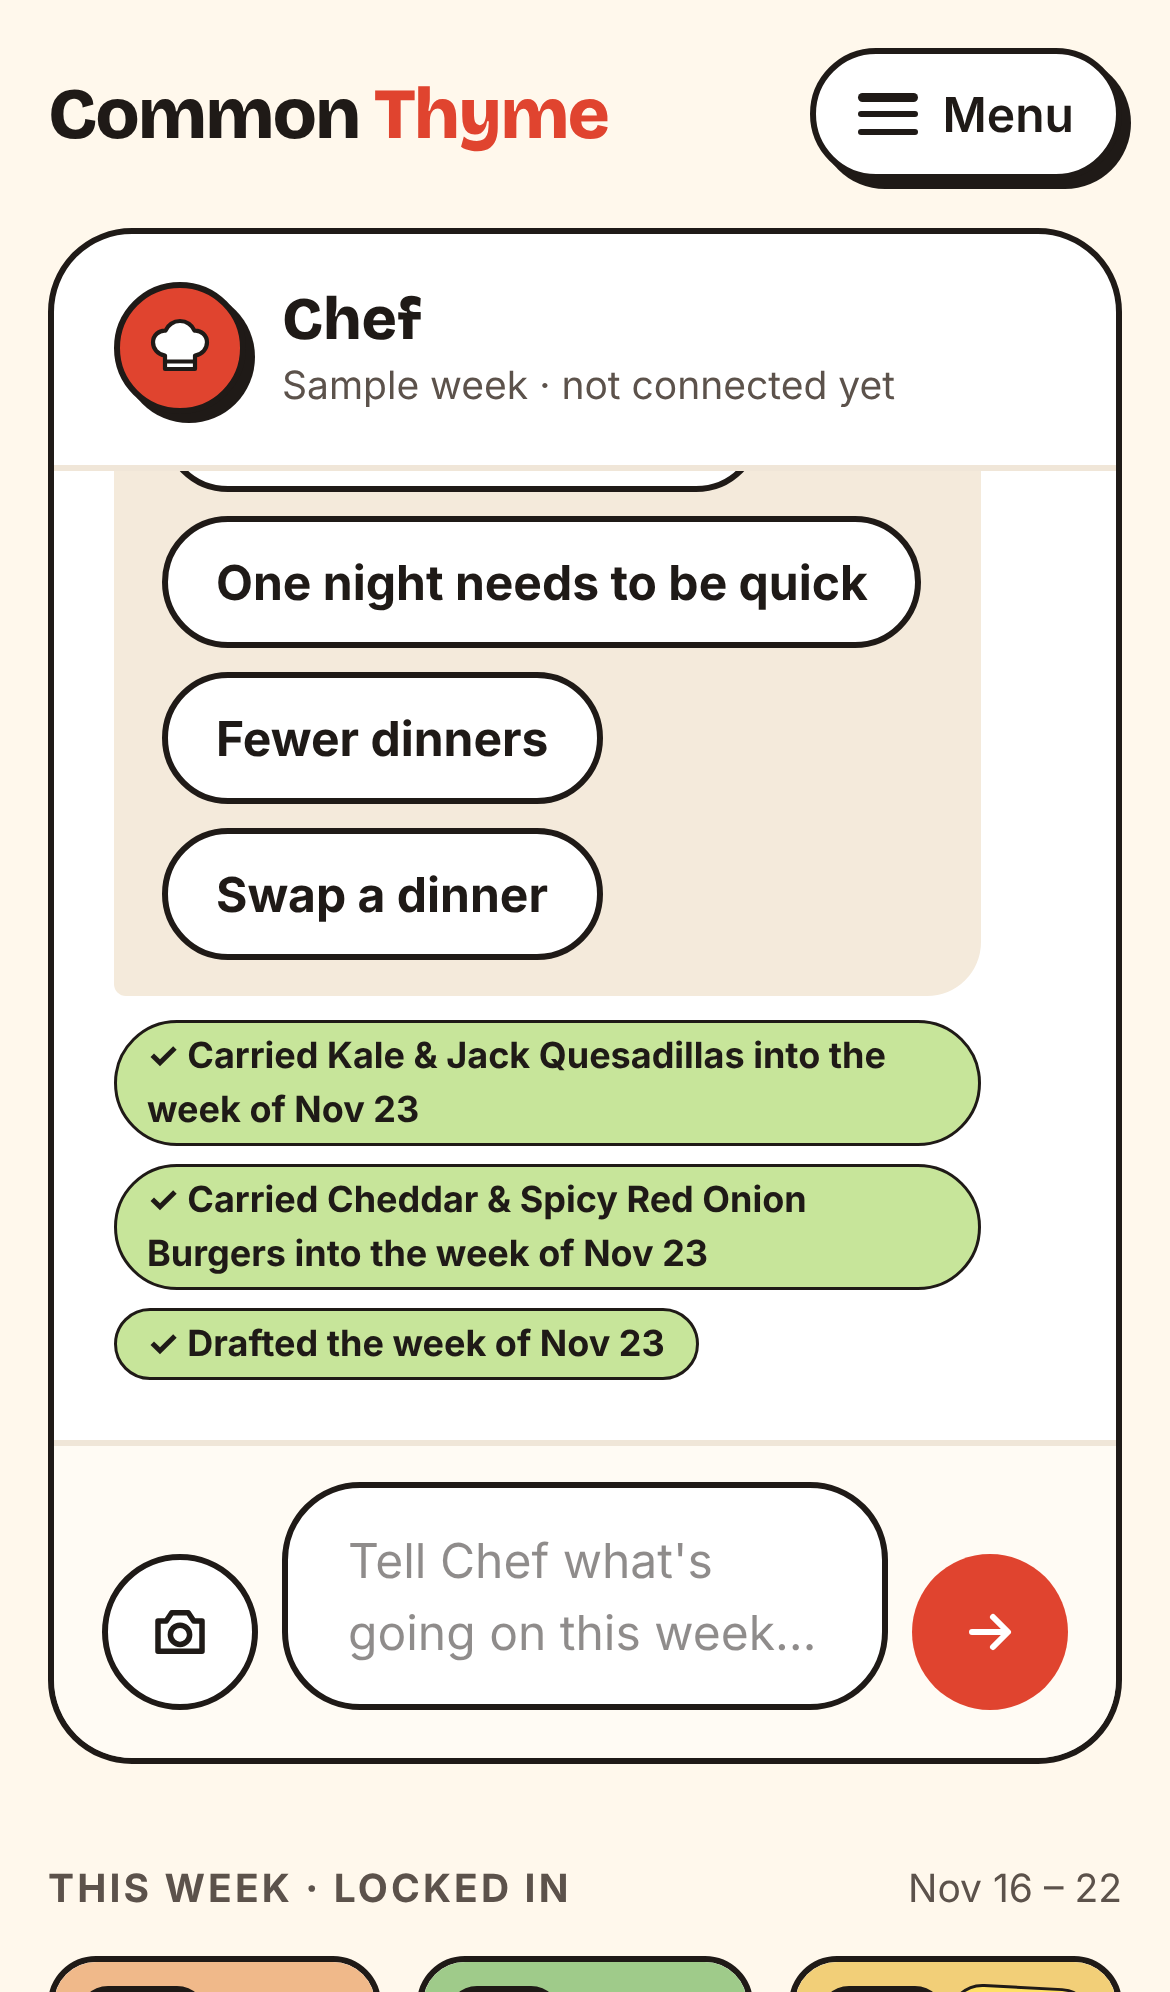 Common Thyme
Menu
Chef
Sample week · not connected yet
One night needs to be quick
Fewer dinners
Swap a dinner
✓ Carried Kale & Jack Quesadillas into the
week of Nov 23
✓ Carried Cheddar & Spicy Red Onion
Burgers into the week of Nov 23
✓ Drafted the week of Nov 23
Tell Chef what's
going on this week...
THIS WEEK · LOCKED IN
Nov 16 – 22